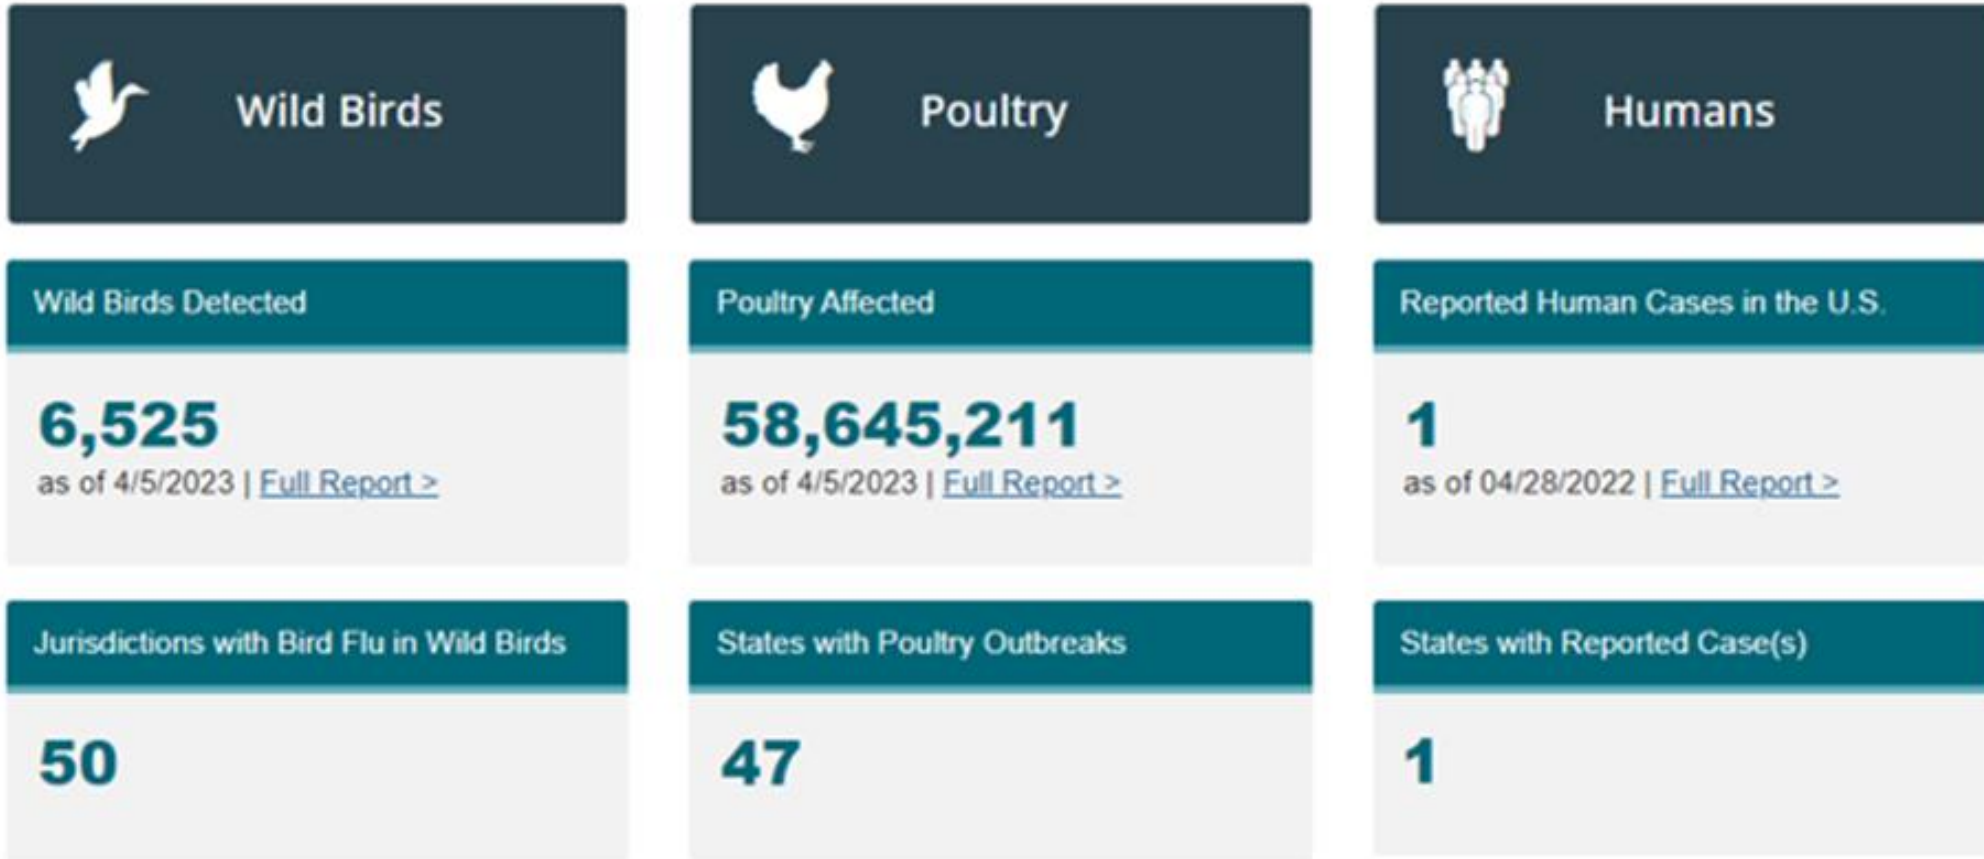 Wild Birds
Poultry
Humans
Wild Birds Detected
6,525
as of 4/5/2023 | Full Report >
Poultry Affected
58,645,211
as of 4/5/2023 | Full Report >
Reported Human Cases in the U.S.
1
as of 04/28/2022 | Full Report >
Jurisdictions with Bird Flu in Wild Birds
50
States with Poultry Outbreaks
47
States with Reported Case(s)
1